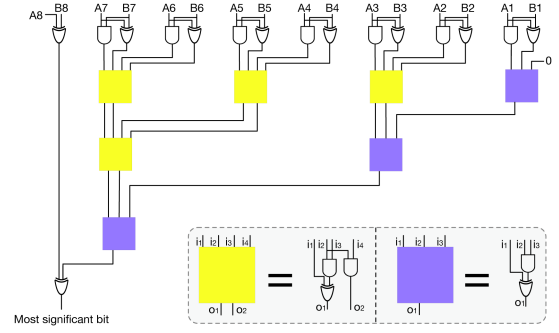 A8 B8 A7 B7 A6 B6 A5 B5 A4 B4 A3 B3 A2 B2 A1 B1
0
i1 i2 i3 i4 i1 i2 i3 i4 i1 i2 i3 i1 i2 i3
= =
o1 o2 o1 o2 o1 o1
Most significant bit